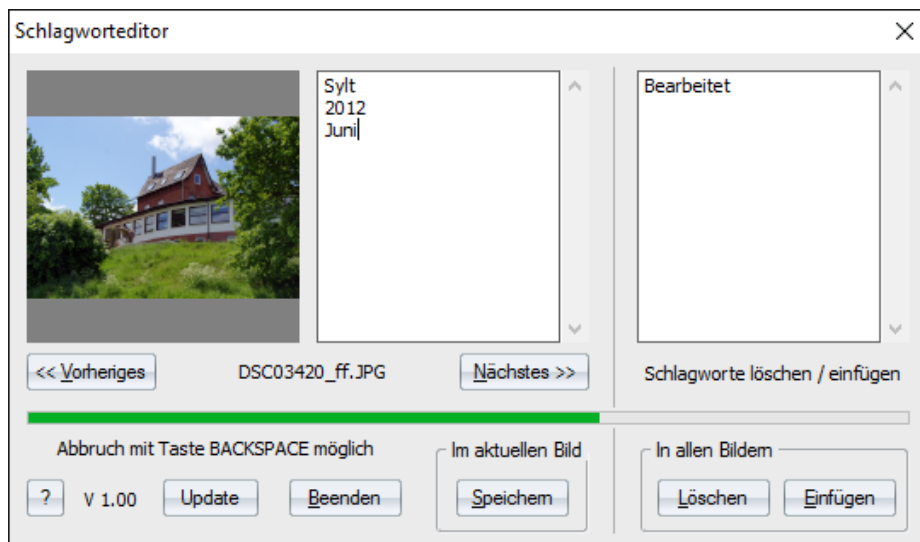 Schlagworteditor
Sylt
2012
Juni
Bearbeitet
<< Vorheriges
DSC03420_ff.JPG
Nächstes >>
Schlagworte löschen / einfügen
Abbruch mit Taste BACKSPACE möglich
Im aktuellen Bild
In allen Bildern
?
V 1.00
Update
Beenden
Speichern
Löschen
Einfügen